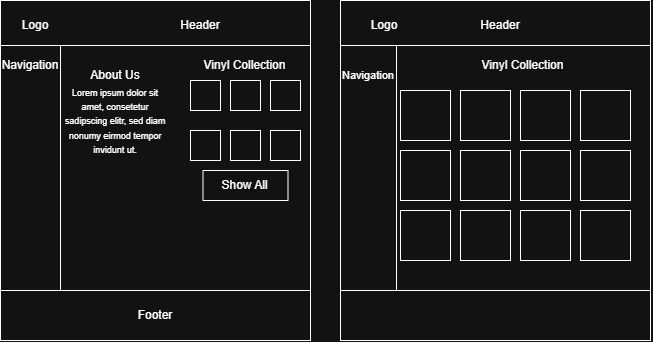 Logo
Header
Navigation
About Us
Lorem ipsum dolor sit
amet, consetetur
sadipscing elitr, sed diam
nonumy eirmod tempor
invidunt ut.
Vinyl Collection
Show All
Footer
Logo
Header
Navigation
Vinyl Collection